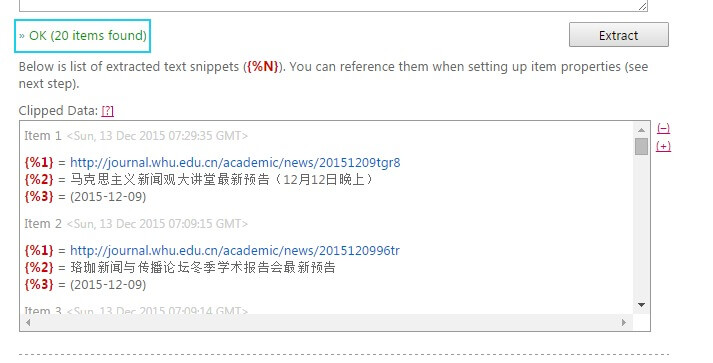 » OK (20 items found)
Extract
Below is list of extracted text snippets ({%N}). You can reference them when setting up item properties (see
next step).
Clipped Data: [?]
(−)
(+)
Item 1 <Sun, 13 Dec 2015 07:29:35 GMT>
{%1} = http://journal.whu.edu.cn/academic/news/20151209tgr8
{%2} = 马克思主义新闻观大讲堂最新预告（12月12日晚上）
{%3} = (2015-12-09)
Item 2 <Sun, 13 Dec 2015 07:09:15 GMT>
{%1} = http://journal.whu.edu.cn/academic/news/2015120996tr
{%2} = 珞珈新闻与传播论坛冬季学术报告会最新预告
{%3} = (2015-12-09)
Item 3 <Sun, 13 Dec 2015 07:09:14 GMT>